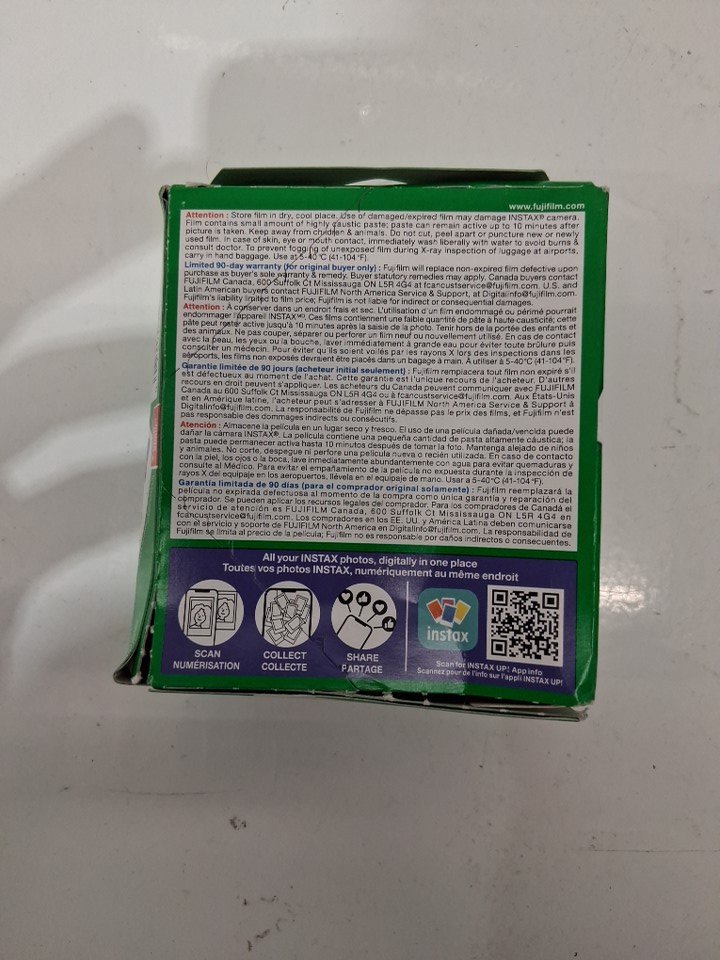 www.fujifilm.com
Attention : Store film in dry, cool place. Use of damaged/expired film may damage INSTAX® camera.
Film contains small amount of highly caustic paste; paste can remain active up to 10 minutes after
picture is taken. Keep away from children & animals. Do not cut, peel apart or puncture new or newly
used film. In case of skin, eye or mouth contact, immediately wash liberally with water to avoid burns &
consult doctor. To prevent fogging of unexposed film during X-ray inspection of luggage at airports,
carry in hand baggage. Use at 5-40°C (41-104°F).
Limited 90-day warranty (for original buyer only) : Fujifilm will replace non-expired film defective upon
purchase as buyer's sole warranty & remedy. Buyer statutory remedies may apply. Canada buyers contact
FUJIFILM Canada, 600 Suffolk Ct Mississauga ON L5R 4G4 at fcancustservice@fujifilm.com. U.S. and
Latin American buyers contact FUJIFILM North America Service & Support, at Digitalinfo@fujifilm.com.
Fujifilm's liability limited to film price; Fujifilm is not liable for indirect or consequential damages.
Attention : À conserver dans un endroit frais et sec. L'utilisation d'un film endommagé ou périmé pourrait
endommager l'appareil INSTAXᴹᴰ. Ces films contiennent une faible quantité de pâte à haute causticité; cette
pâte peut rester active jusqu'à 10 minutes après la saisie de la photo. Tenir hors de la portée des enfants et
des animaux. Ne pas couper, séparer ou perforer un film neuf ou nouvellement utilisé. En cas de contact
avec la peau, les yeux ou la bouche, laver immédiatement à grande eau pour éviter toute brûlure puis
consulter un médecin. Pour éviter qu'ils soient voilés par les rayons X lors des inspections dans les
aéroports, les films non exposés devraient être placés dans un bagage à main. À utiliser à 5-40°C (41-104°F).
Garantie limitée de 90 jours (acheteur initial seulement) : Fujifilm remplacera tout film non expiré s'il
est défectueux au moment de l'achat. Cette garantie est l'unique recours de l'acheteur. D'autres
recours en droit peuvent s'appliquer. Les acheteurs du Canada peuvent communiquer avec FUJIFILM
Canada au 600 Suffolk Ct Mississauga ON L5R 4G4 ou à fcancustservice@fujifilm.com. Aux États-Unis
et en Amérique latine, l'acheteur peut s'adresser à FUJIFILM North America Service & Support à
Digitalinfo@fujifilm.com. La responsabilité de Fujifilm ne dépasse pas le prix des films, et Fujifilm n'est
pas responsable des dommages indirects ou consécutifs.
Atención : Almacene la película en un lugar seco y fresco. El uso de una película dañada/vencida puede
dañar la cámara INSTAX®. La película contiene una pequeña cantidad de pasta altamente cáustica; la
pasta puede permanecer activa hasta 10 minutos después de tomar la foto. Mantenga alejado de niños
y animales. No corte, despegue ni perfore una película nueva o recién utilizada. En caso de contacto
con la piel, los ojos o la boca, lave inmediatamente abundantemente con agua para evitar quemaduras y
consulte al Médico. Para evitar el empañamiento de la película no expuesta durante la inspección de
rayos X del equipaje en los aeropuertos, llévela en el equipaje de mano. Usar a 5-40°C (41-104°F).
Garantía limitada de 90 días (para el comprador original solamente) : Fujifilm reemplazará la
película no expirada defectuosa al momento de la compra como única garantía y reparación del
comprador. Se pueden aplicar los recursos legales del comprador. Para los compradores de Canadá el
servicio de atención es FUJIFILM Canada, 600 Suffolk Ct Mississauga ON L5R 4G4 en
fcancustservice@fujifilm.com. Los compradores en los EE. UU. y América Latina deben comunicarse
con el servicio y soporte de FUJIFILM North America en Digitalinfo@fujifilm.com. La responsabilidad de
Fujifilm se limita al precio de la película; Fujifilm no es responsable por daños indirectos o consecuentes.
All your INSTAX photos, digitally in one place
Toutes vos photos INSTAX, numériquement au même endroit
SCAN
NUMÉRISATION
COLLECT
COLLECTE
SHARE
PARTAGE
instax
Scan for INSTAX UP! App info
Scannez pour de l'info sur l'appli INSTAX UP!